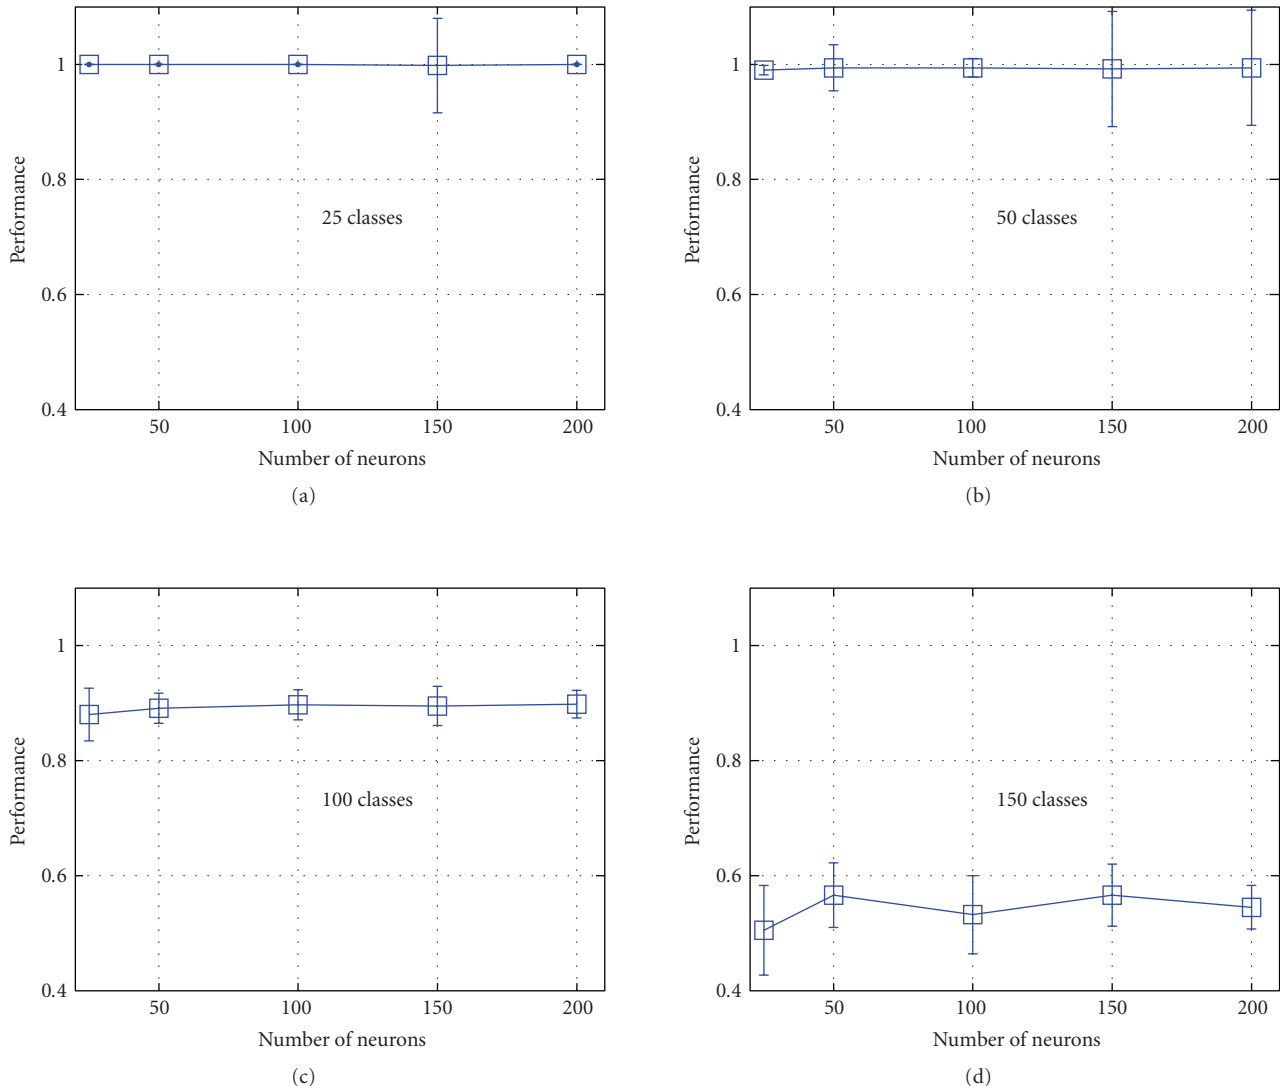 1
0.8
0.6
0.4
Performance
25 classes
50 100 150 200
Number of neurons
(a)
1
0.8
0.6
0.4
Performance
50 classes
50 100 150 200
Number of neurons
(b)
1
0.8
0.6
0.4
Performance
100 classes
50 100 150 200
Number of neurons
(c)
1
0.8
0.6
0.4
Performance
150 classes
50 100 150 200
Number of neurons
(d)